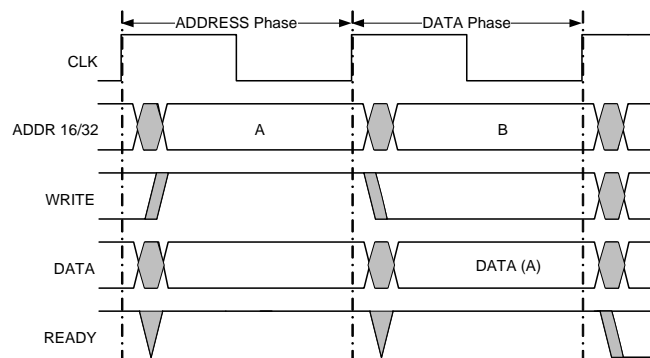 ADDRESS Phase DATA Phase
CLK
ADDR 16/32 A B
WRITE
DATA DATA (A)
READY